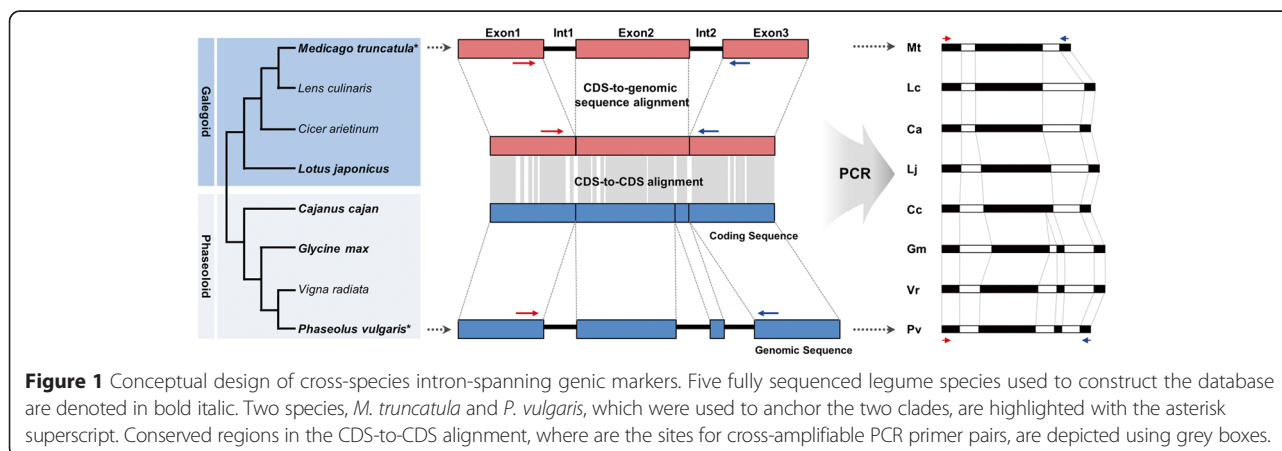 Galegoid
Phaseoloid
Medicago truncatula*
Lens culinaris
Cicer arietinum
Lotus japonicus
Cajanus cajan
Glycine max
Vigna radiata
Phaseolus vulgaris*
Exon1 Int1 Exon2 Int2 Exon3
CDS-to-genomic
sequence alignment
CDS-to-CDS alignment
Coding Sequence
Genomic Sequence
PCR
Mt
Lc
Ca
Lj
Cc
Gm
Vr
Pv
Figure 1 Conceptual design of cross-species intron-spanning genic markers. Five fully sequenced legume species used to construct the database
are denoted in bold italic. Two species, M. truncatula and P. vulgaris, which were used to anchor the two clades, are highlighted with the asterisk
superscript. Conserved regions in the CDS-to-CDS alignment, where are the sites for cross-amplifiable PCR primer pairs, are depicted using grey boxes.